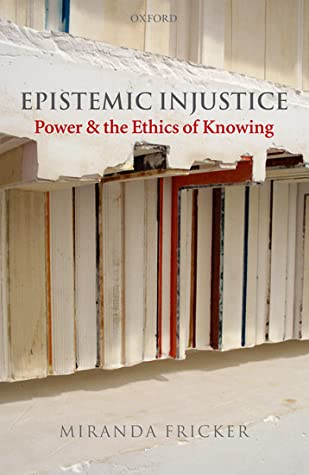 OXFORD
EPISTEMIC INJUSTICE
Power & the Ethics of Knowing
MIRANDA FRICKER